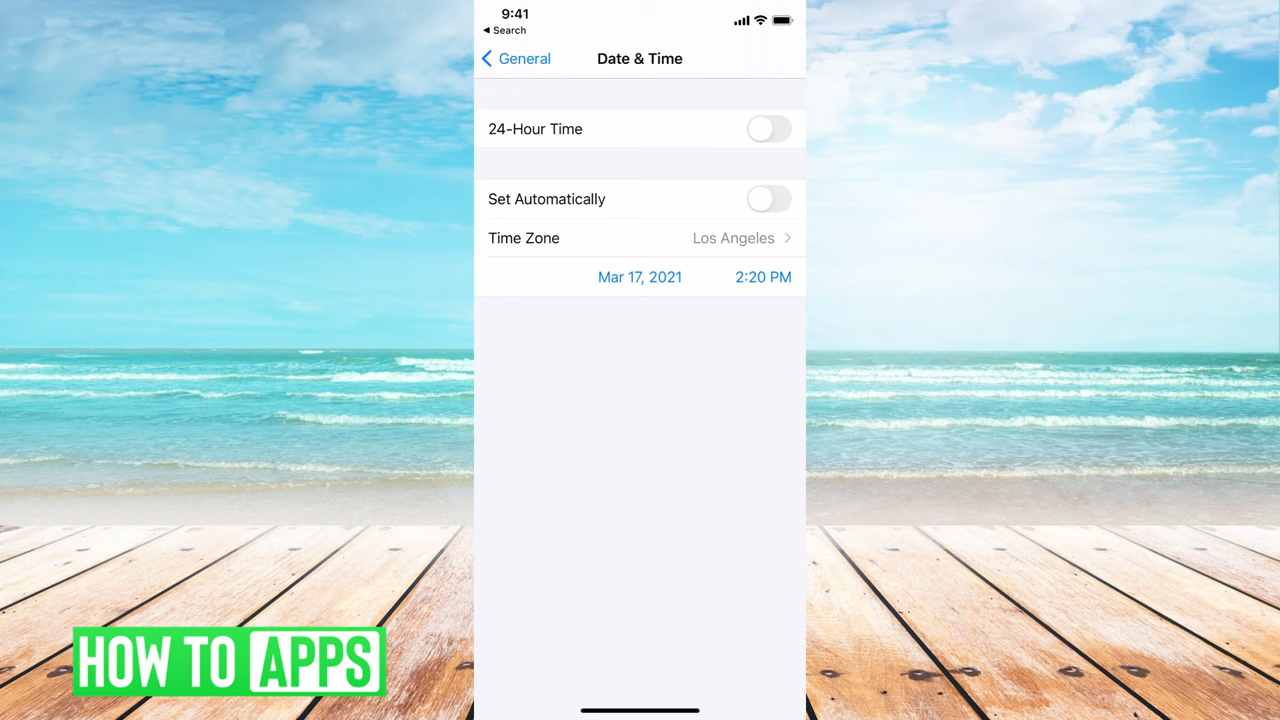 9:41
◀ Search
General
Date & Time
24-Hour Time
Set Automatically
Time Zone Los Angeles
Mar 17, 2021 2:20 PM
HOW TO APPS